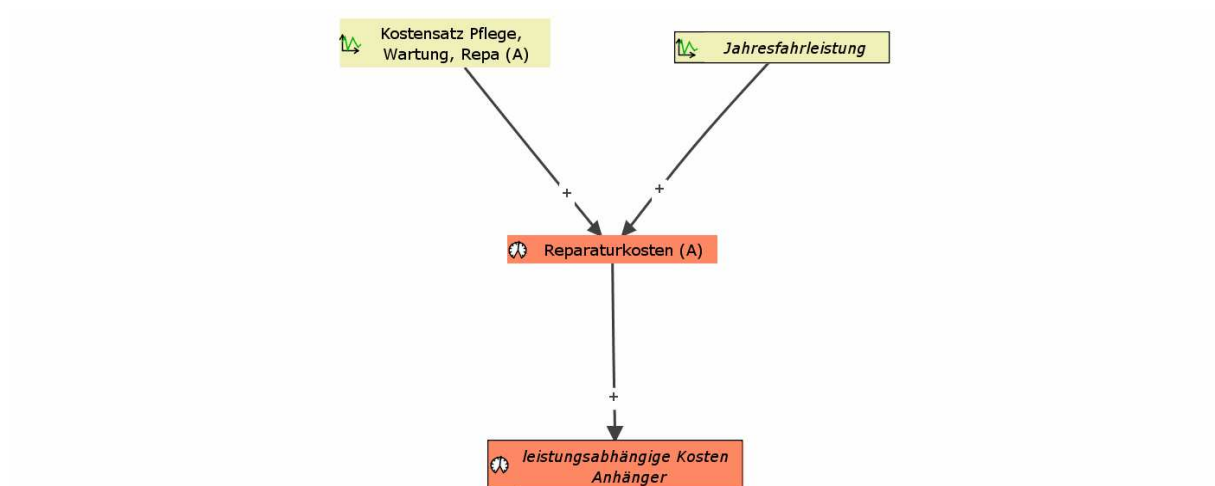 Kostensatz Pflege,
Wartung, Repa (A)
Jahresfahrleistung
+
+
Reparaturkosten (A)
+
leistungsabhängige Kosten
Anhänger